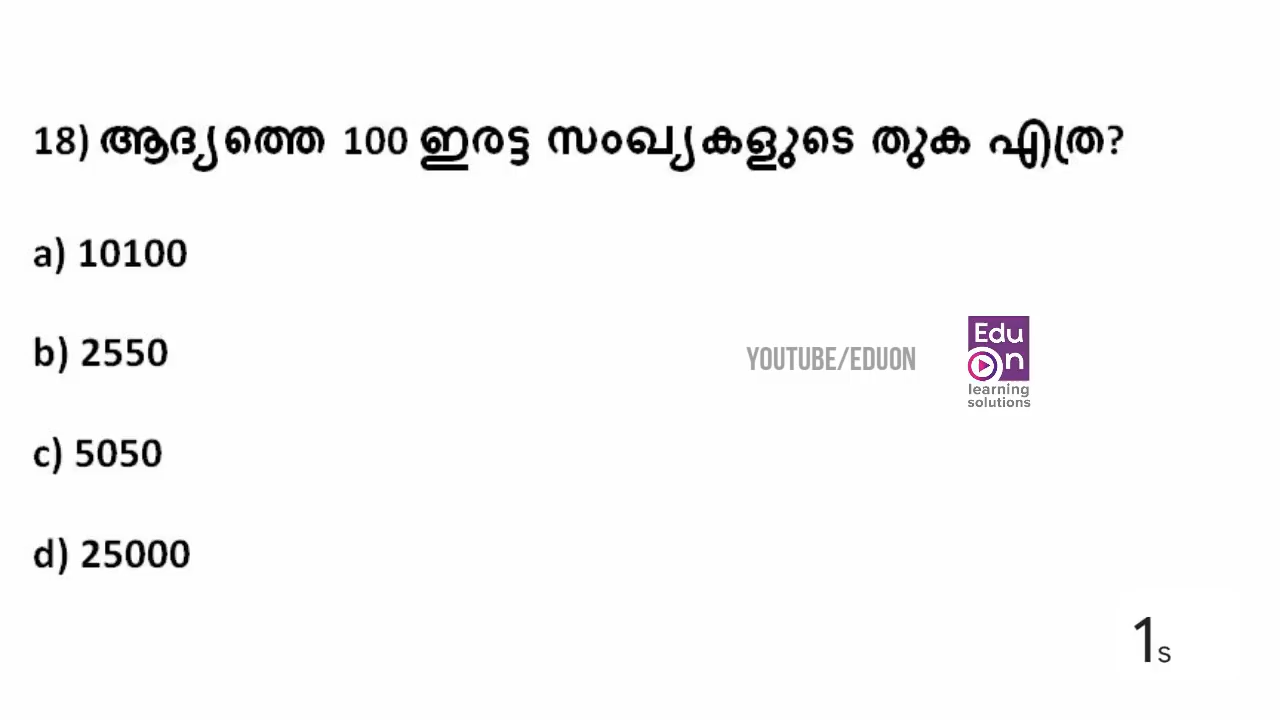 18) ആദ്യത്തെ 100 ഇരട്ട സംഖ്യകളുടെ തുക എത്ര?
a) 10100
b) 2550
YOUTUBE/EDUON
Edu
On
learning
solutions
c) 5050
d) 25000
1s